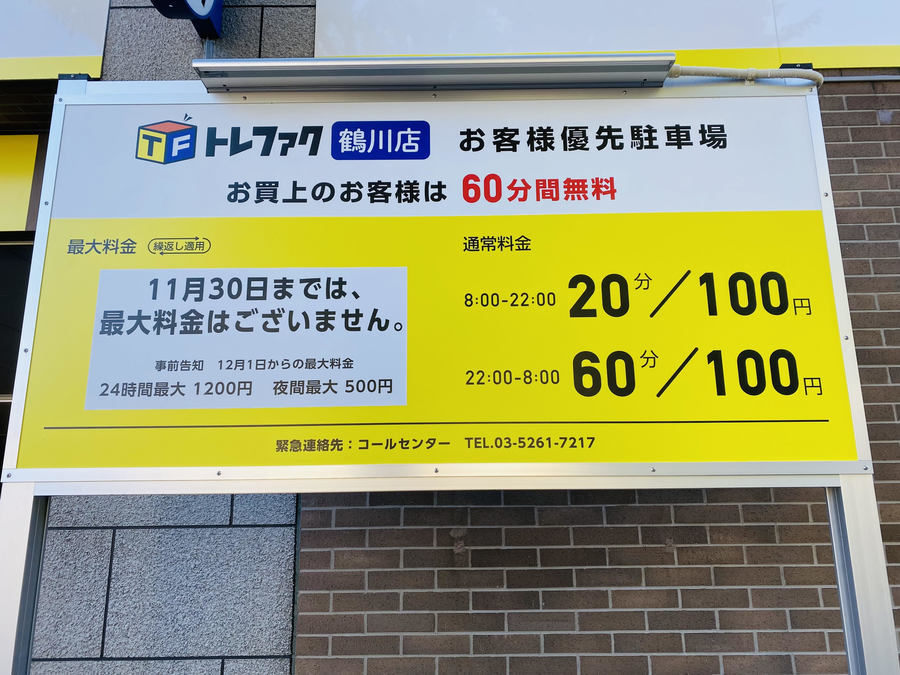 TF トレファク 鶴川店 お客様優先駐車場
お買上のお客様は 60分間無料
最大料金 繰返し適用
11月30日までは、
最大料金はございません。
事前告知 12月1日からの最大料金
24時間最大 1200円 夜間最大 500円
通常料金
8:00-22:00 20分/100円
22:00-8:00 60分/100円
緊急連絡先：コールセンター TEL.03-5261-7217